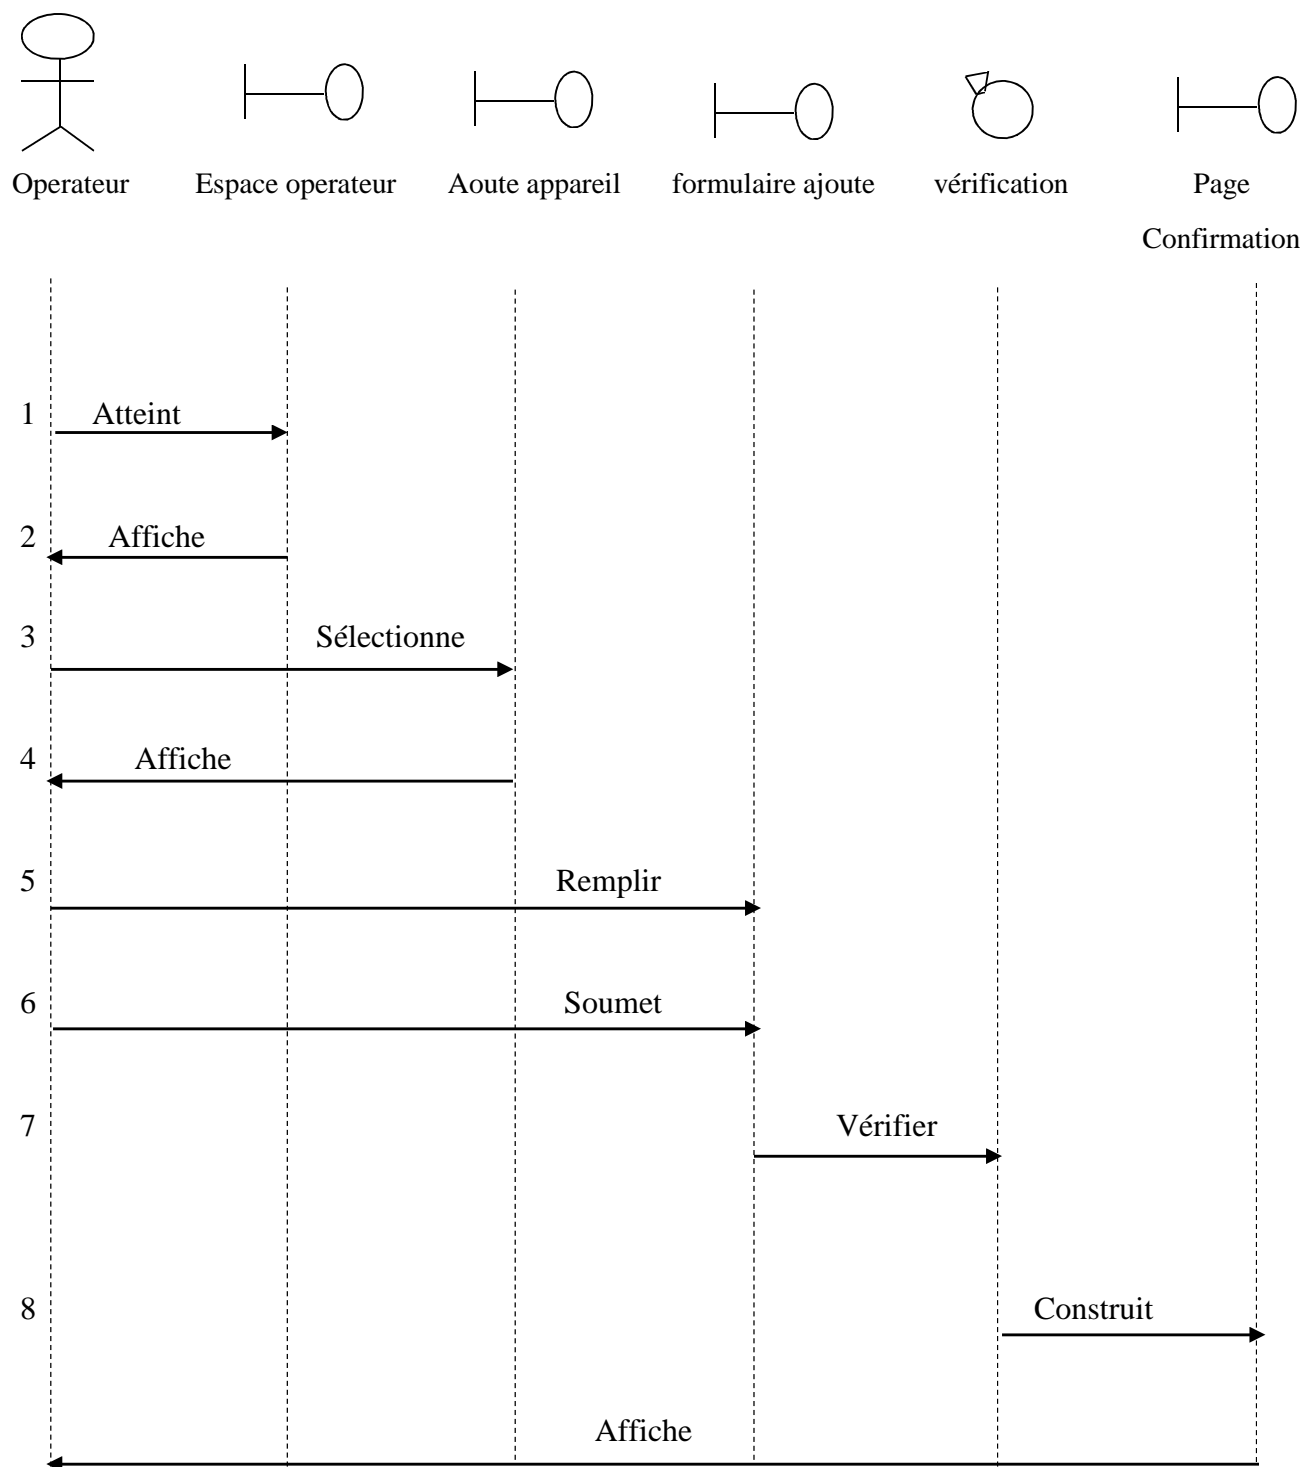 Operateur Espace operateur Aoute appareil formulaire ajoute vérification Page
Confirmation
1 Atteint
2 Affiche
3 Sélectionne
4 Affiche
5 Remplir
6 Soumet
7 Vérifier
8 Construit
Affiche